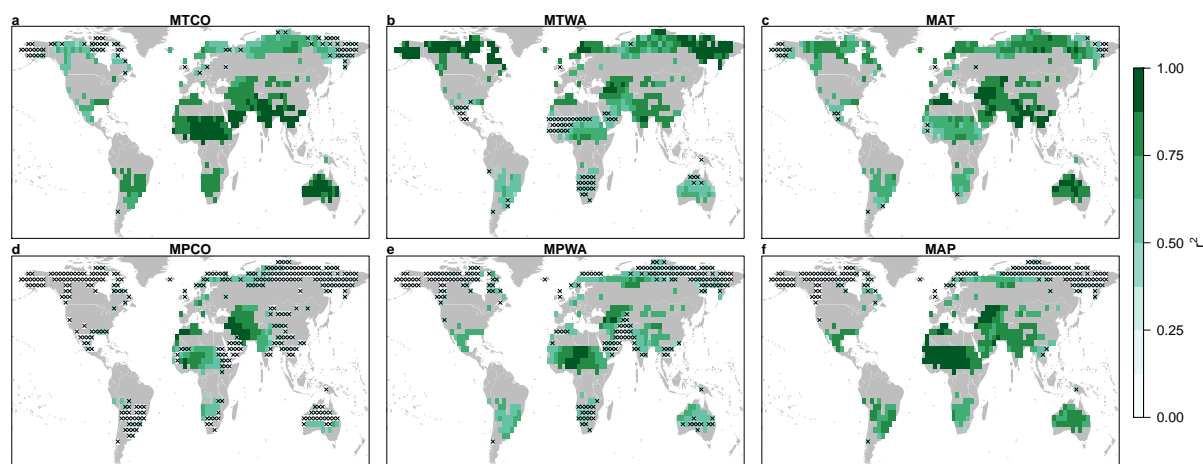 a MTCO
b MTWA
c MAT
d MPCO
e MPWA
f MAP
1.00
0.75
0.50
0.25
0.00
r²